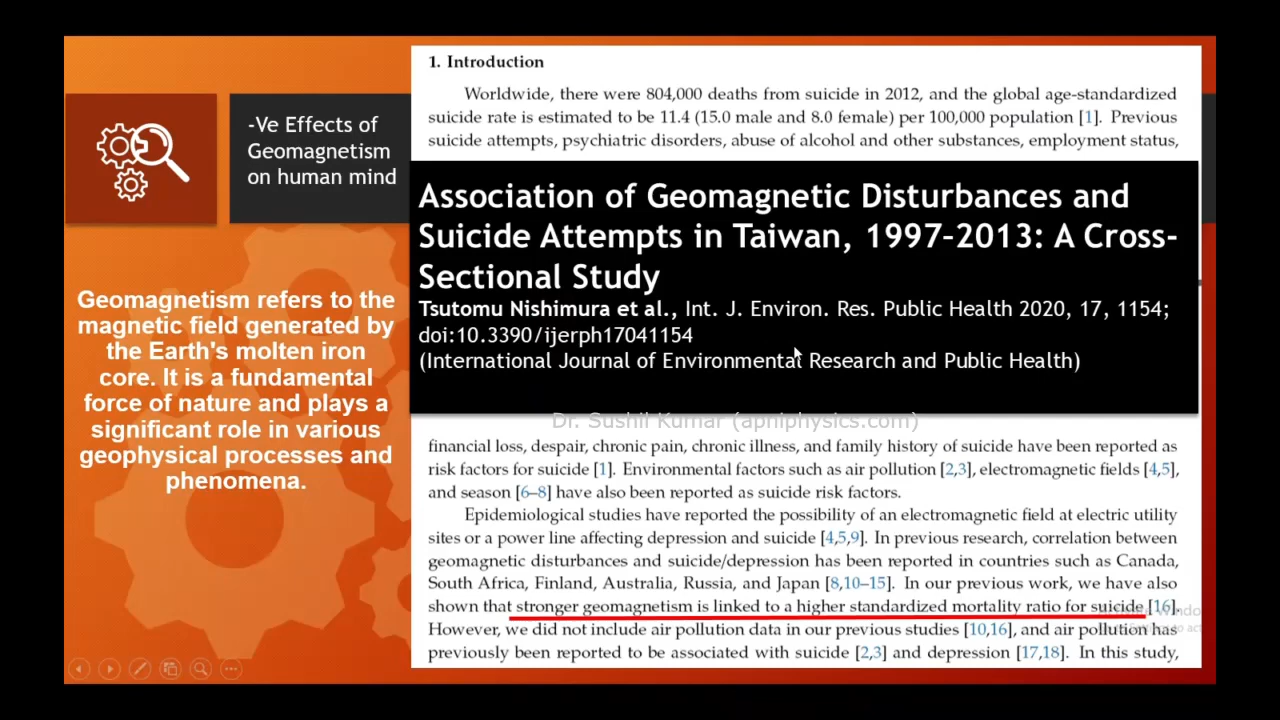 -Ve Effects of
Geomagnetism
on human mind
Geomagnetism refers to the
magnetic field generated by
the Earth's molten iron
core. It is a fundamental
force of nature and plays a
significant role in various
geophysical processes and
phenomena.
1. Introduction
Worldwide, there were 804,000 deaths from suicide in 2012, and the global age-standardized
suicide rate is estimated to be 11.4 (15.0 male and 8.0 female) per 100,000 population [1]. Previous
suicide attempts, psychiatric disorders, abuse of alcohol and other substances, employment status,
Association of Geomagnetic Disturbances and
Suicide Attempts in Taiwan, 1997–2013: A Cross-
Sectional Study
Tsutomu Nishimura et al., Int. J. Environ. Res. Public Health 2020, 17, 1154;
doi:10.3390/ijerph17041154
(International Journal of Environmental Research and Public Health)
Dr. Sushil Kumar (apniphysics.com)
financial loss, despair, chronic pain, chronic illness, and family history of suicide have been reported as
risk factors for suicide [1]. Environmental factors such as air pollution [2,3], electromagnetic fields [4,5],
and season [6–8] have also been reported as suicide risk factors.
Epidemiological studies have reported the possibility of an electromagnetic field at electric utility
sites or a power line affecting depression and suicide [4,5,9]. In previous research, correlation between
geomagnetic disturbances and suicide/depression has been reported in countries such as Canada,
South Africa, Finland, Australia, Russia, and Japan [8,10–15]. In our previous work, we have also
shown that stronger geomagnetism is linked to a higher standardized mortality ratio for suicide [16].
However, we did not include air pollution data in our previous studies [10,16], and air pollution has
previously been reported to be associated with suicide [2,3] and depression [17,18]. In this study,